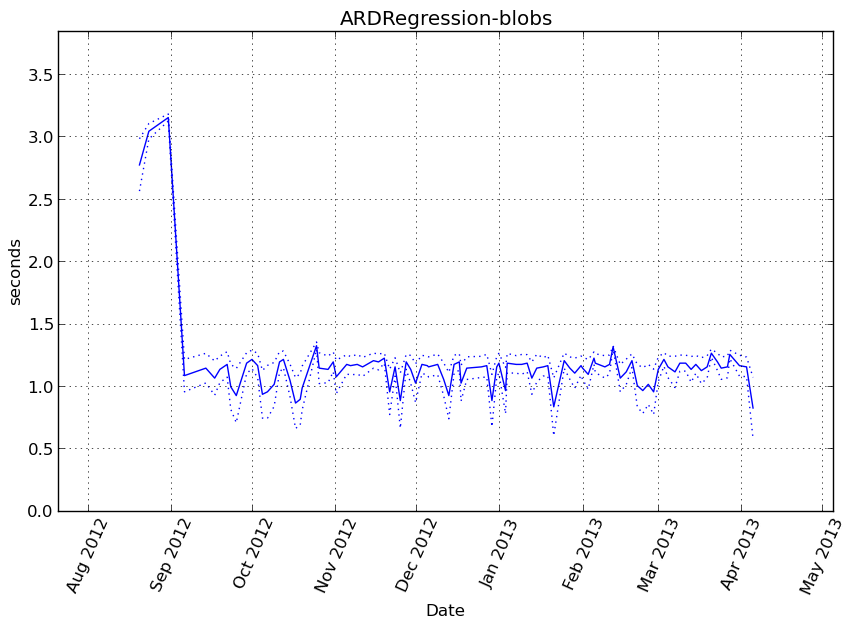 ARDRegression-blobs
3.5
3.0
2.5
2.0
1.5
1.0
0.5
0.0
seconds
Aug 2012
Sep 2012
Oct 2012
Nov 2012
Dec 2012
Jan 2013
Feb 2013
Mar 2013
Apr 2013
May 2013
Date